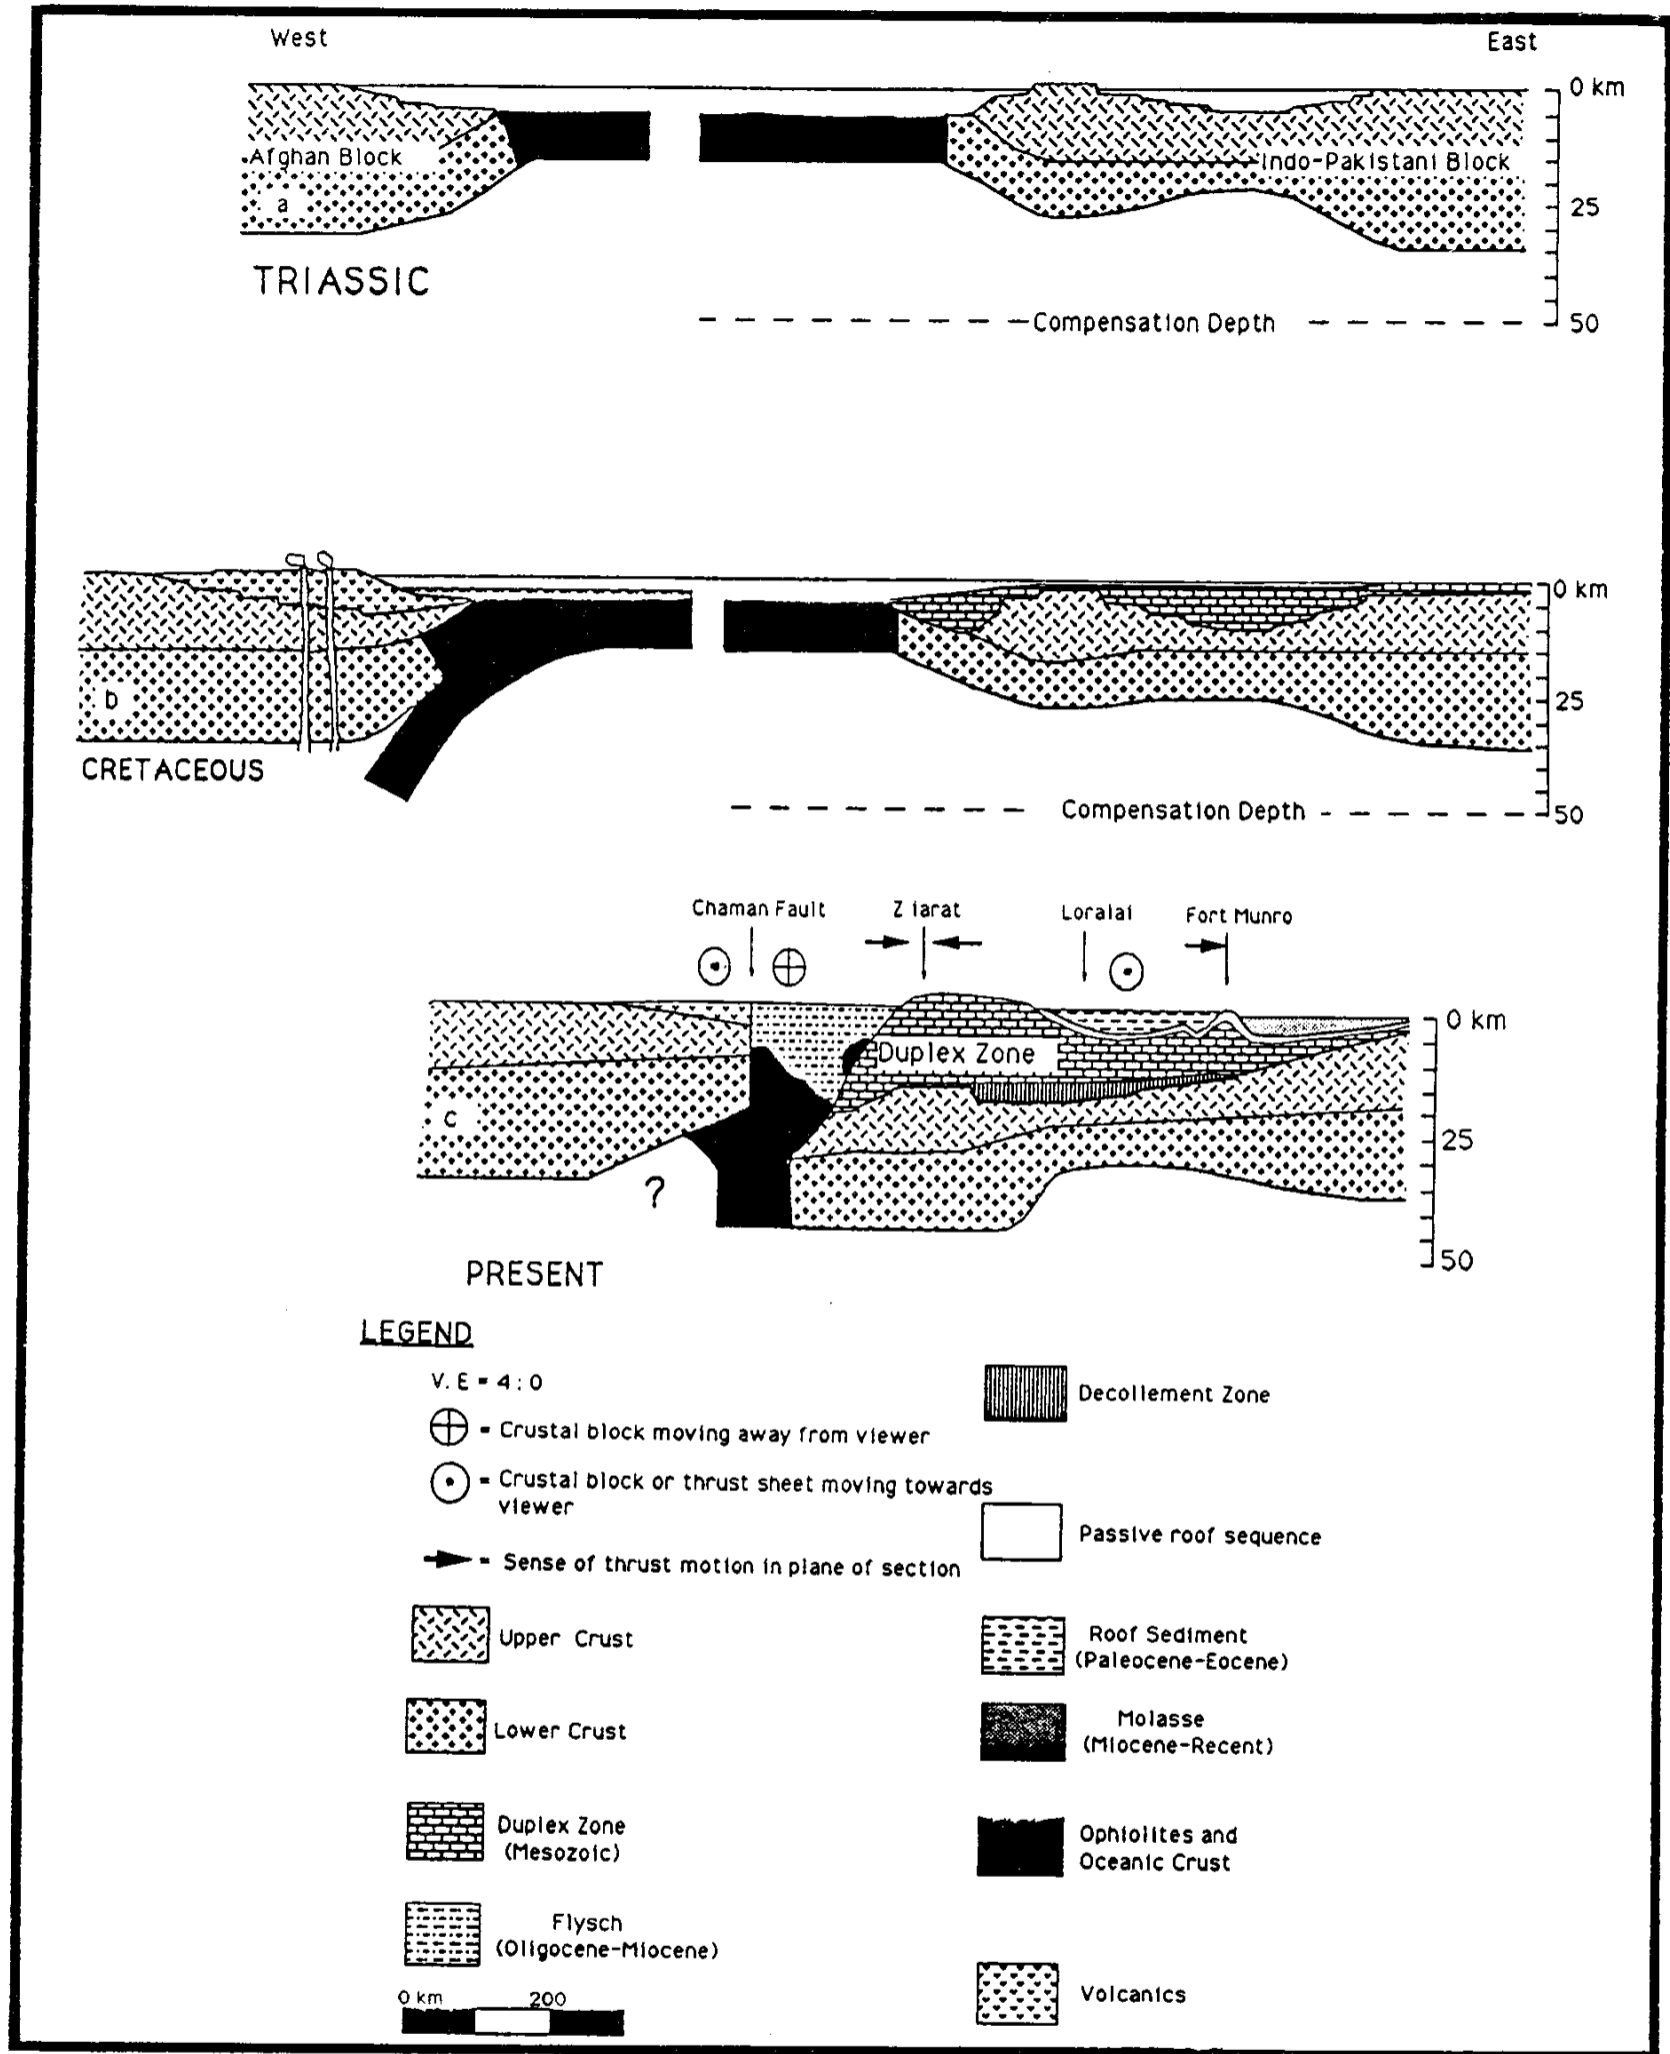 West
East
0 km
Afghan Block
Indo-Pakistani Block
a
25
TRIASSIC
Compensation Depth
50
0 km
b
25
CRETACEOUS
Compensation Depth
50
Chaman Fault
Ziarat
Loralai
Fort Munro
0 km
Duplex Zone
c
25
?
50
PRESENT
LEGEND
V. E = 4 : 0
= Crustal block moving away from viewer
= Crustal block or thrust sheet moving towards
viewer
= Sense of thrust motion in plane of section
Upper Crust
Lower Crust
Duplex Zone
(Mesozoic)
Flysch
(Oligocene-Miocene)
0 km 200
Decollement Zone
Passive roof sequence
Roof Sediment
(Paleocene-Eocene)
Molasse
(Miocene-Recent)
Ophiolites and
Oceanic Crust
Volcanics